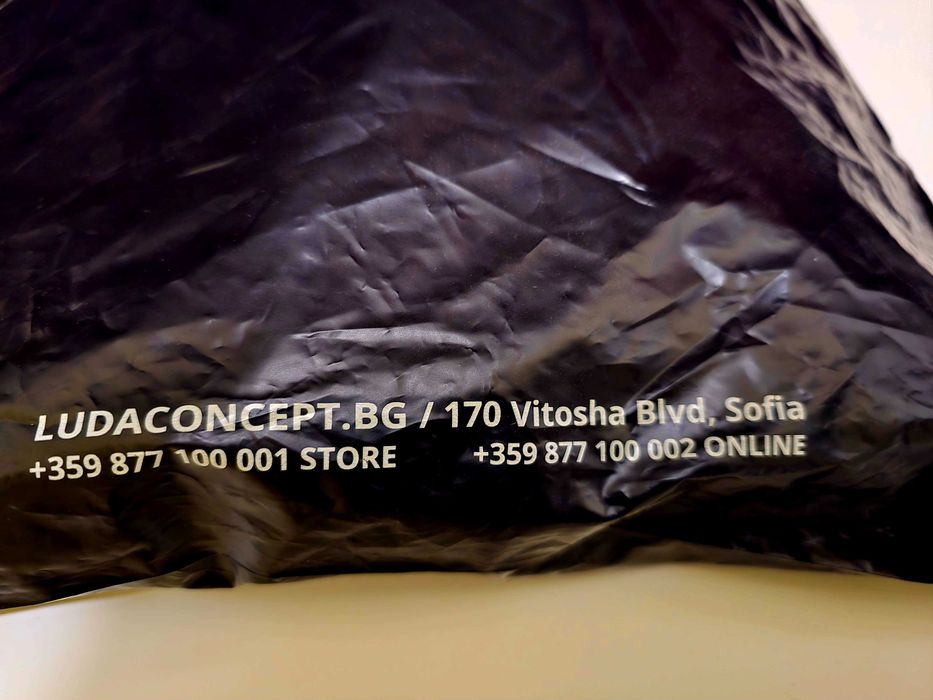 LUDACONCEPT.BG / 170 Vitosha Blvd, Sofia
+359 877 100 001 STORE +359 877 100 002 ONLINE